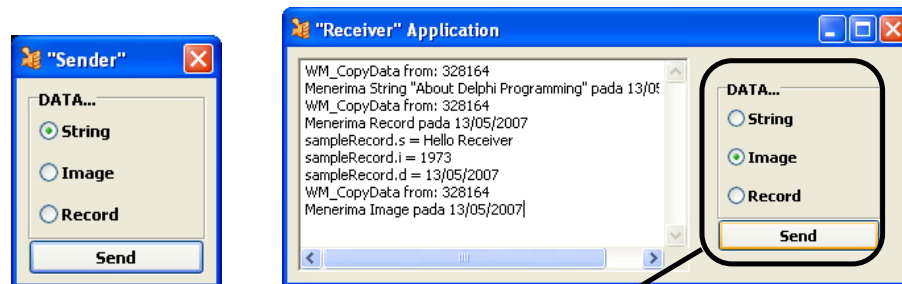 "Sender"
DATA...
String
Image
Record
Send
"Receiver" Application
WM_CopyData from: 328164
Menerima String "About Delphi Programming" pada 13/05
WM_CopyData from: 328164
Menerima Record pada 13/05/2007
sampleRecord.s = Hello Receiver
sampleRecord.i = 1973
sampleRecord.d = 13/05/2007
WM_CopyData from: 328164
Menerima Image pada 13/05/2007
DATA...
String
Image
Record
Send